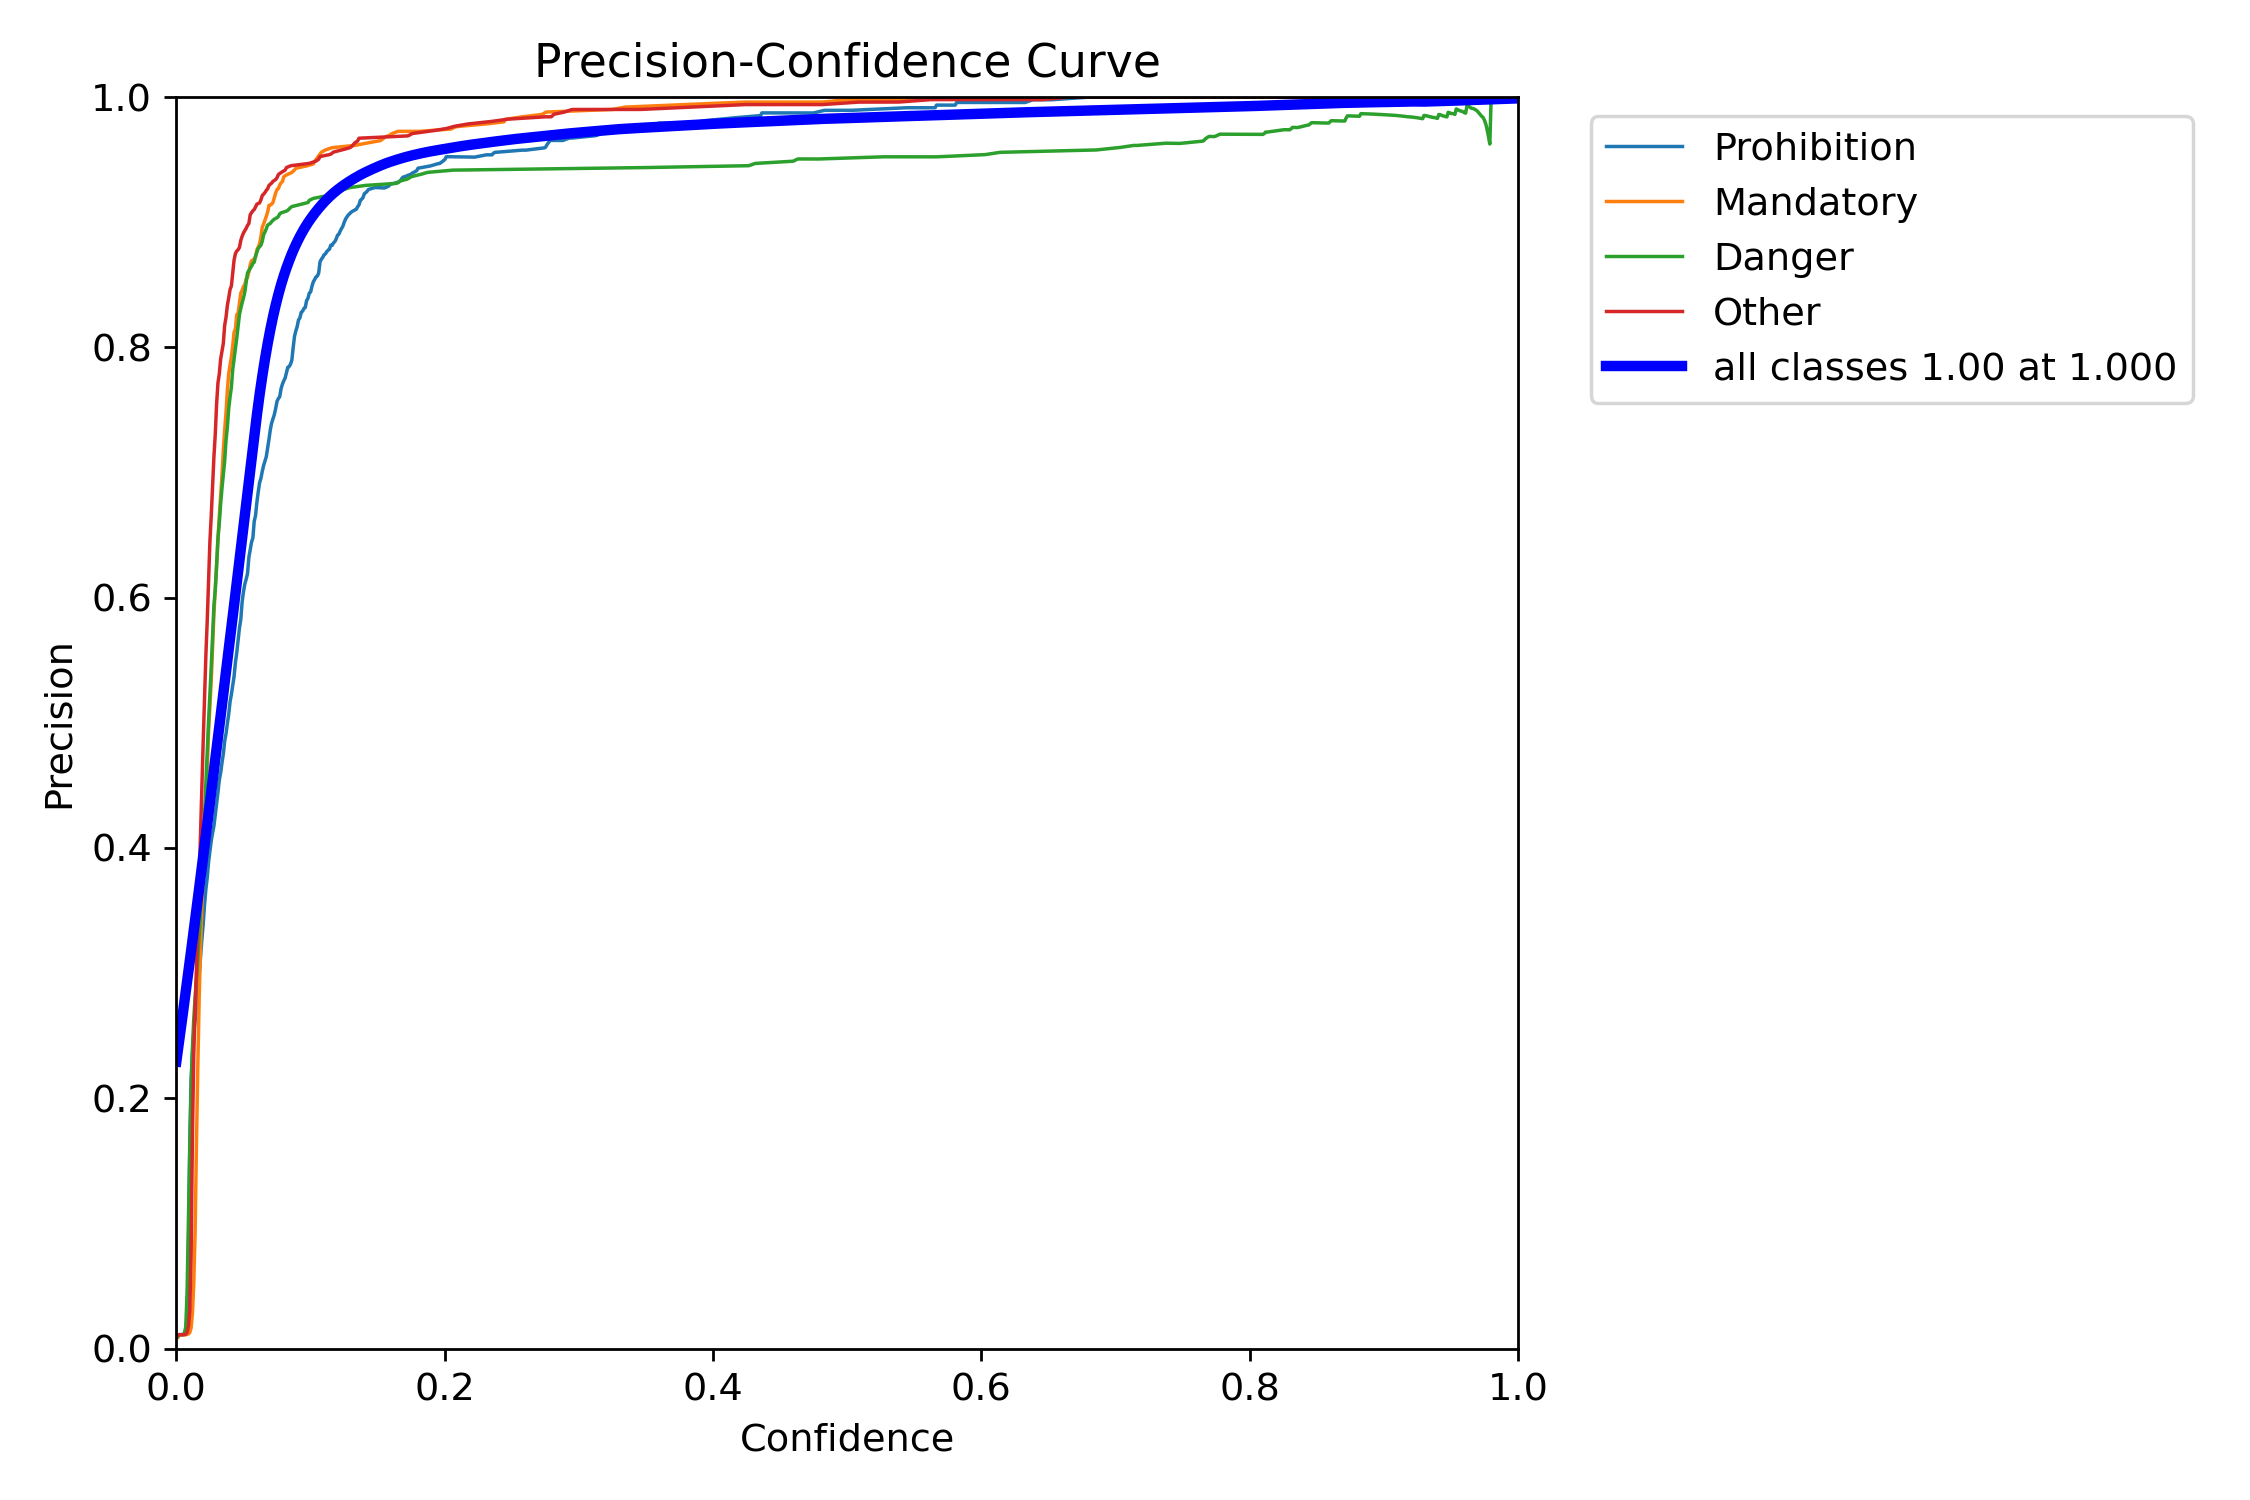 Precision-Confidence Curve
1.0
0.8
0.6
0.4
0.2
0.0
Precision
0.0 0.2 0.4 0.6 0.8 1.0
Confidence
Prohibition
Mandatory
Danger
Other
all classes 1.00 at 1.000